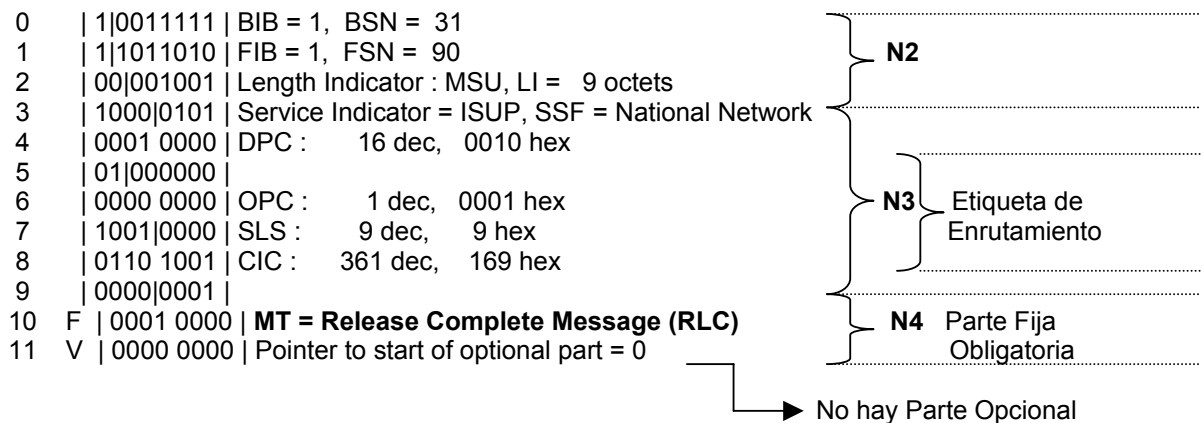 0 | 1|0011111 | BIB = 1, BSN = 31
1 | 1|1011010 | FIB = 1, FSN = 90
N2
2 | 00|001001 | Length Indicator : MSU, LI = 9 octets
3 | 1000|0101 | Service Indicator = ISUP, SSF = National Network
4 | 0001 0000 | DPC : 16 dec, 0010 hex
5 | 01|000000 |
6 | 0000 0000 | OPC : 1 dec, 0001 hex
N3 Etiqueta de
7 | 1001|0000 | SLS : 9 dec, 9 hex
Enrutamiento
8 | 0110 1001 | CIC : 361 dec, 169 hex
9 | 0000|0001 |
10 F | 0001 0000 | MT = Release Complete Message (RLC)
N4 Parte Fija
11 V | 0000 0000 | Pointer to start of optional part = 0
Obligatoria
No hay Parte Opcional